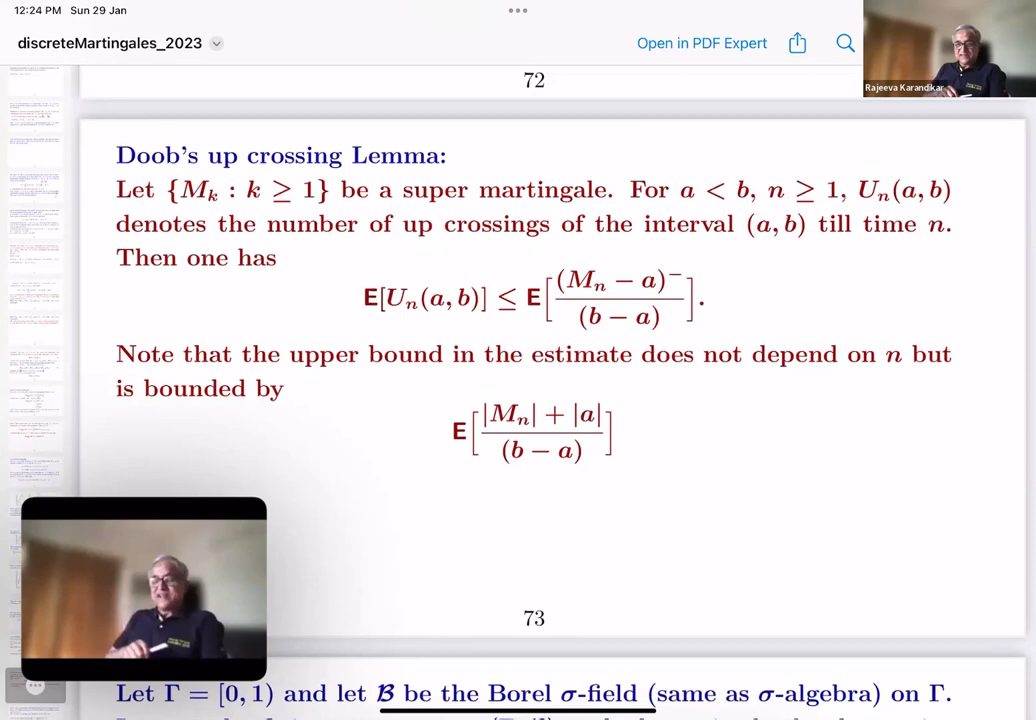 12:24 PM Sun 29 Jan
discreteMartingales_2023
Open in PDF Expert
Rajeeva Karandikar
72
Doob's up crossing Lemma:
Let {M_k : k ≥ 1} be a super martingale. For a < b, n ≥ 1, U_n(a, b)
denotes the number of up crossings of the interval (a, b) till time n.
Then one has
E[U_n(a, b)] ≤ E[(M_n − a)^− / (b − a)].
Note that the upper bound in the estimate does not depend on n but
is bounded by
E[|M_n| + |a| / (b − a)]
73
Let Γ = [0, 1) and let 𝓑 be the Borel σ-field (same as σ-algebra) on Γ.